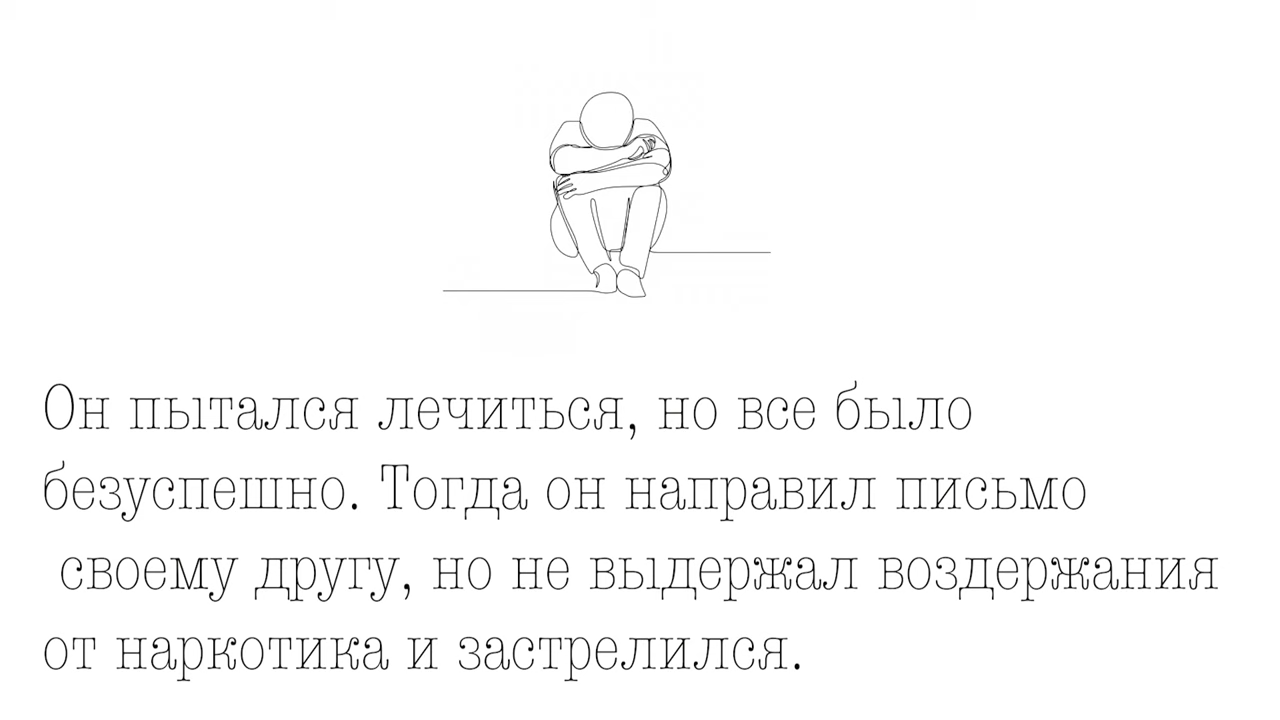 Он пытался лечиться, но все было
безуспешно. Тогда он направил письмо
своему другу, но не выдержал воздержания
от наркотика и застрелился.